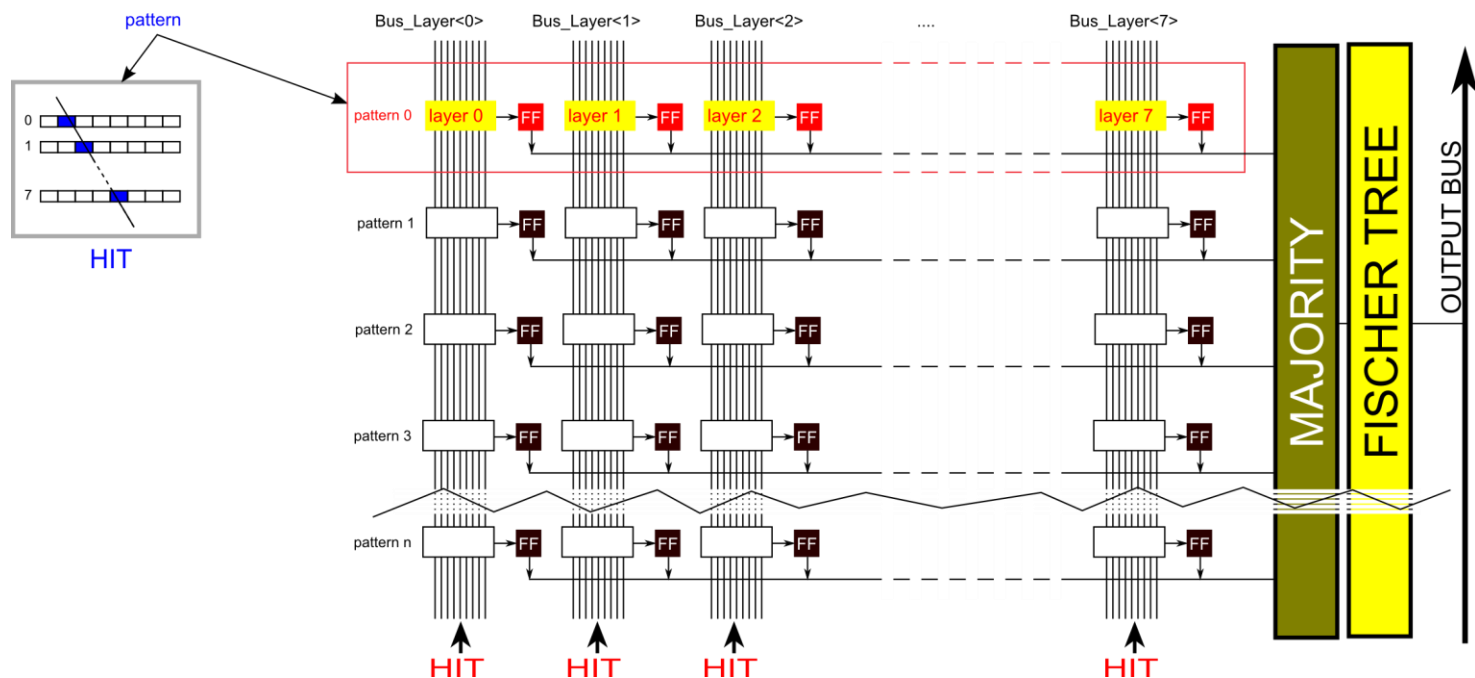 pattern
Bus_Layer<0>
Bus_Layer<1>
Bus_Layer<2>
....
Bus_Layer<7>
0
1
7
HIT
pattern 0
layer 0
FF
layer 1
FF
layer 2
FF
layer 7
FF
pattern 1
FF
FF
FF
FF
pattern 2
FF
FF
FF
FF
pattern 3
FF
FF
FF
FF
pattern n
FF
FF
FF
FF
HIT
HIT
HIT
HIT
MAJORITY
FISCHER TREE
OUTPUT BUS